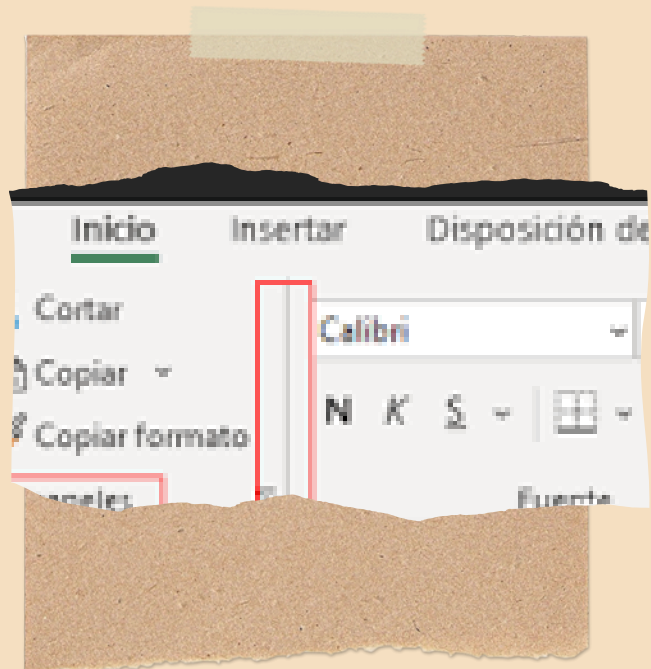 Inicio Insertar Disposición de
Cortar
Calibri
Copiar
N K S
Copiar formato
Fuente